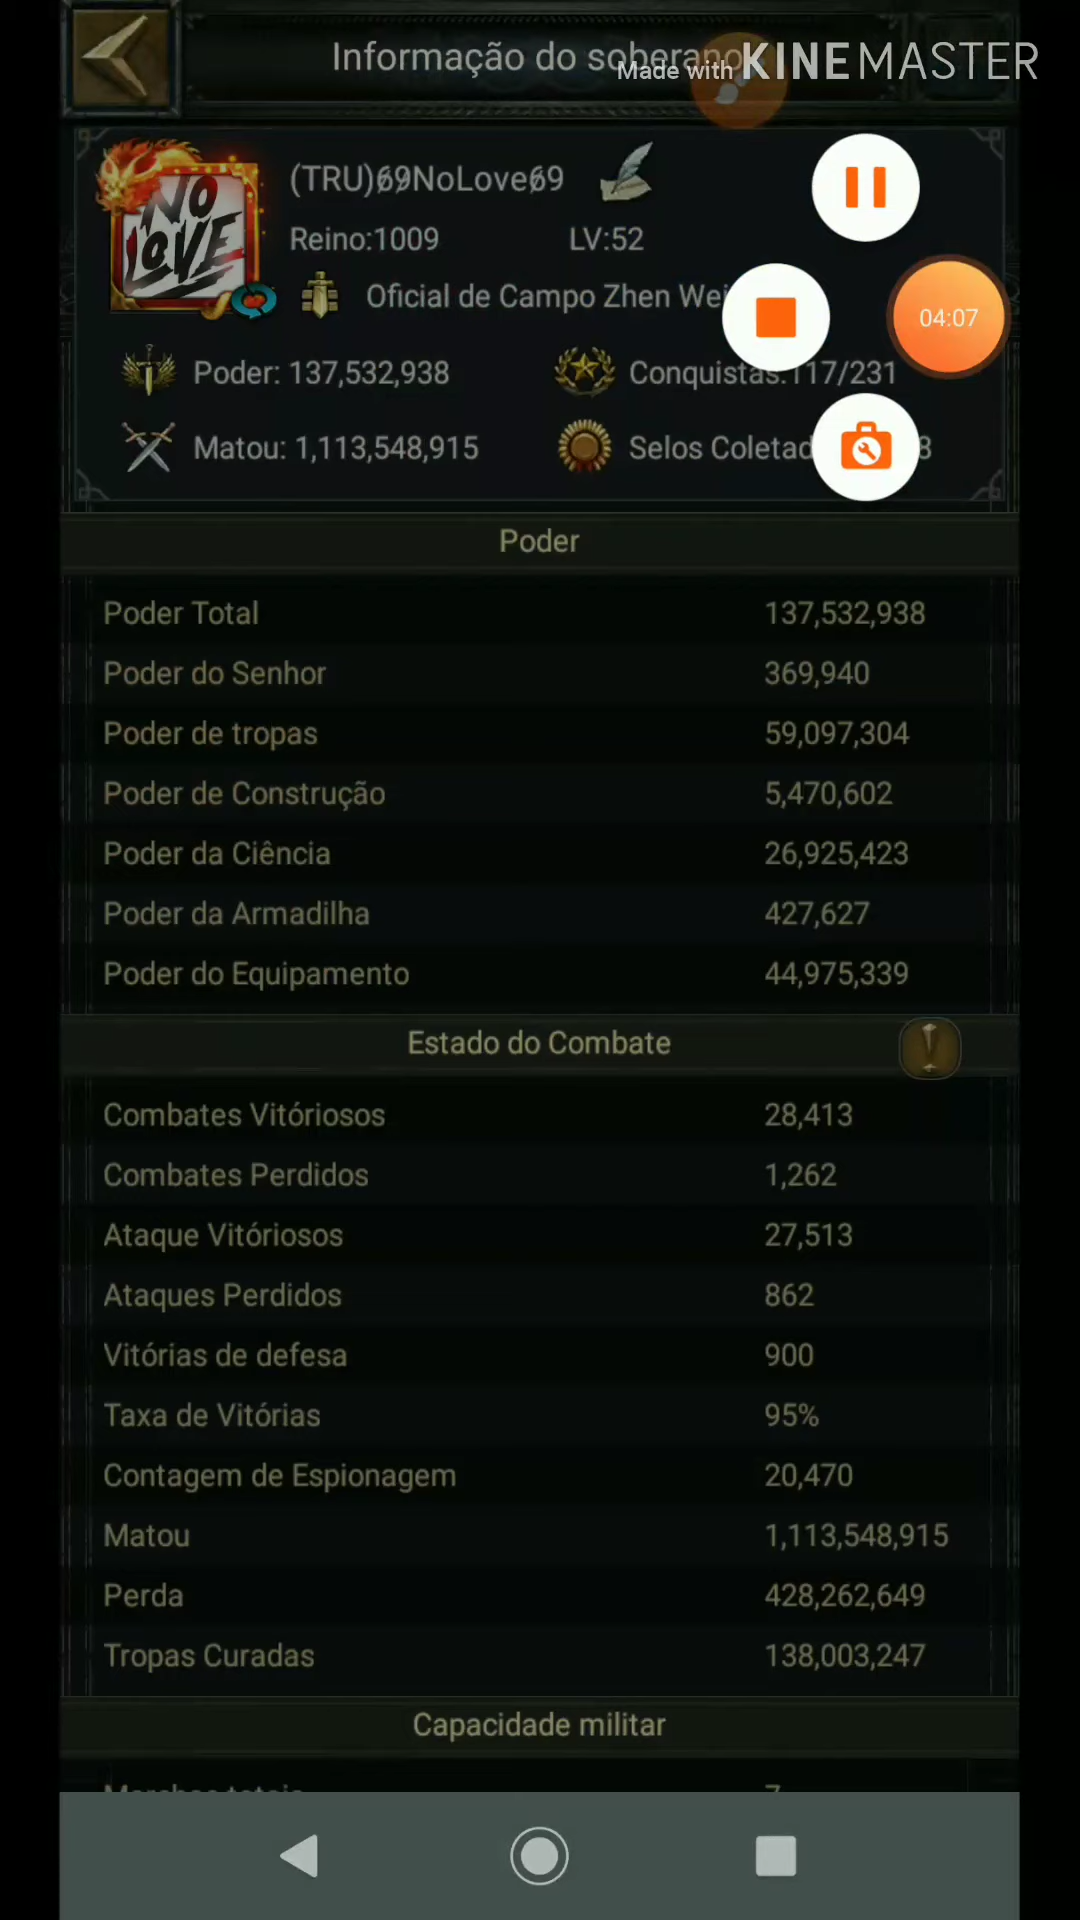 Informação do soberano
Made with KINEMASTER
NO
LOVE
(TRU)69NoLove69
Reino:1009 LV:52
Oficial de Campo Zhen Wei
04:07
Poder: 137,532,938 Conquistas:117/231
Matou: 1,113,548,915 Selos
Poder
Poder Total 137,532,938
Poder do Senhor 369,940
Poder de tropas 59,097,304
Poder de Construção 5,470,602
Poder da Ciência 26,925,423
Poder da Armadilha 427,627
Poder do Equipamento 44,975,339
Estado do Combate
Combates Vitóriosos 28,413
Combates Perdidos 1,262
Ataque Vitóriosos 27,513
Ataques Perdidos 862
Vitórias de defesa 900
Taxa de Vitórias 95%
Contagem de Espionagem 20,470
Matou 1,113,548,915
Perda 428,262,649
Tropas Curadas 138,003,247
Capacidade militar